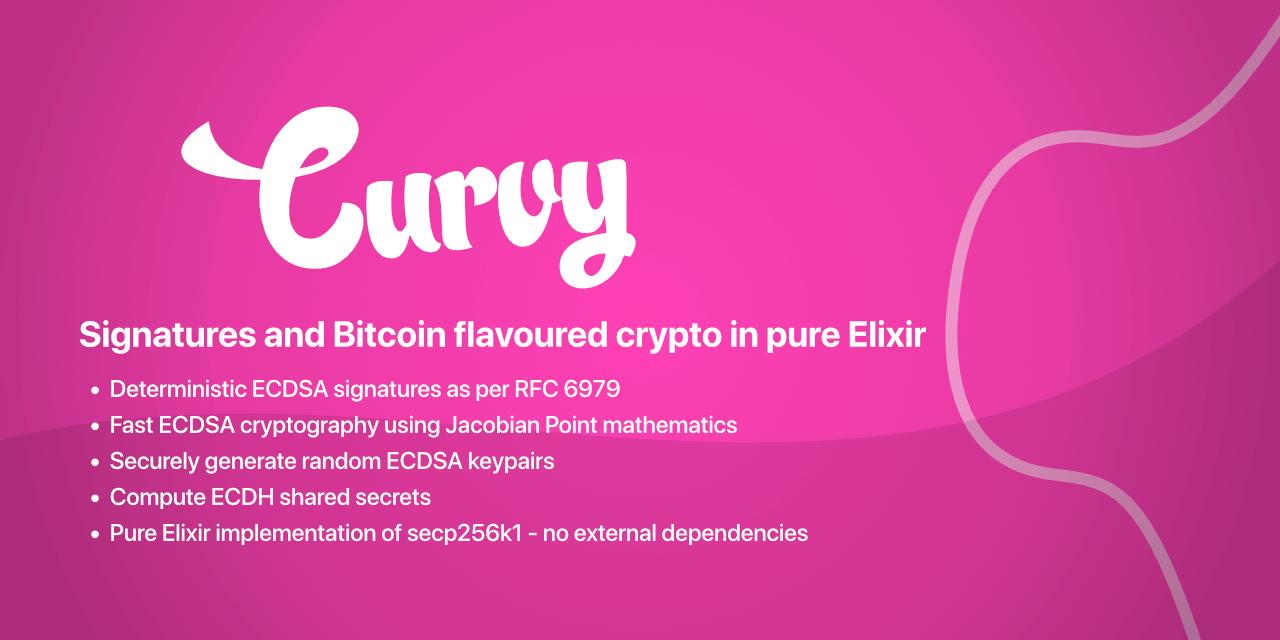 Curvy
Signatures and Bitcoin flavoured crypto in pure Elixir
• Deterministic ECDSA signatures as per RFC 6979
• Fast ECDSA cryptography using Jacobian Point mathematics
• Securely generate random ECDSA keypairs
• Compute ECDH shared secrets
• Pure Elixir implementation of secp256k1 - no external dependencies